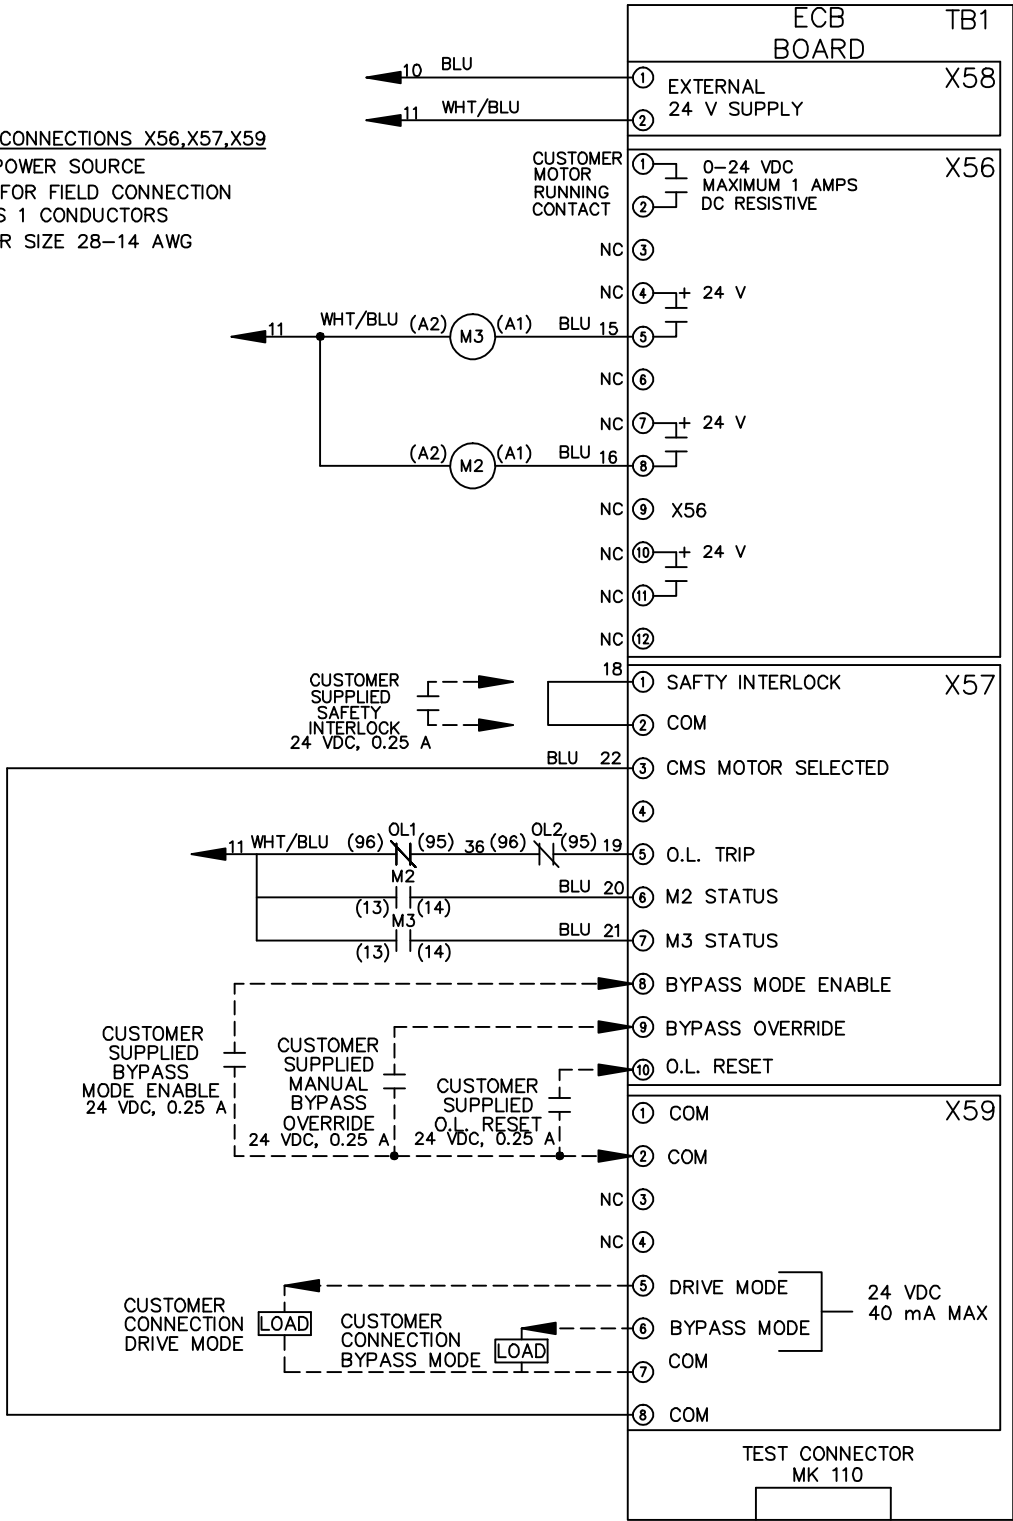 ECB TB1
BOARD
10 BLU
1 EXTERNAL X58
11 WHT/BLU
2 24 V SUPPLY
CONNECTIONS X56,X57,X59
POWER SOURCE
FOR FIELD CONNECTION
S 1 CONDUCTORS
R SIZE 28-14 AWG
CUSTOMER
MOTOR
RUNNING
CONTACT
1 0-24 VDC X56
MAXIMUM 1 AMPS
2 DC RESISTIVE
NC 3
NC 4 + 24 V
11 WHT/BLU (A2) M3 (A1) BLU 15 5
NC 6
NC 7 + 24 V
(A2) M2 (A1) BLU 16 8
NC 9 X56
NC 10 + 24 V
NC 11
NC 12
CUSTOMER
SUPPLIED
SAFETY
INTERLOCK
24 VDC, 0.25 A
18 1 SAFTY INTERLOCK X57
2 COM
BLU 22 3 CMS MOTOR SELECTED
4
11 WHT/BLU (96) OL1 (95) 36 (96) OL2 (95) 19 5 O.L. TRIP
M2
(13) (14) BLU 20 6 M2 STATUS
M3
(13) (14) BLU 21 7 M3 STATUS
8 BYPASS MODE ENABLE
9 BYPASS OVERRIDE
10 O.L. RESET
CUSTOMER
SUPPLIED
BYPASS
MODE ENABLE
24 VDC, 0.25 A
CUSTOMER
SUPPLIED
MANUAL
BYPASS
OVERRIDE
24 VDC, 0.25 A
CUSTOMER
SUPPLIED
O.L. RESET
24 VDC, 0.25 A
1 COM X59
2 COM
NC 3
NC 4
5 DRIVE MODE
6 BYPASS MODE
24 VDC
40 mA MAX
7 COM
CUSTOMER
CONNECTION
DRIVE MODE
LOAD
CUSTOMER
CONNECTION
BYPASS MODE
LOAD
8 COM
TEST CONNECTOR
MK 110